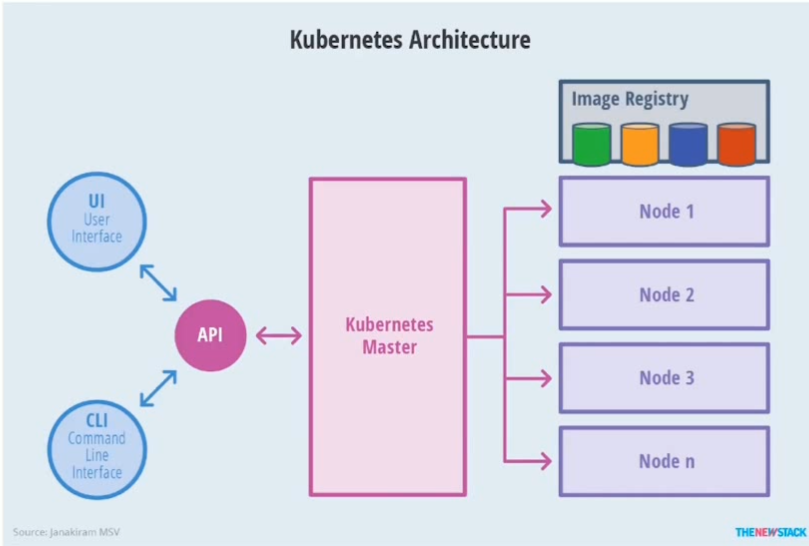 Kubernetes Architecture
Image Registry
UI
User
Interface
Node 1
Node 2
API
Kubernetes
Master
Node 3
CLI
Command
Line
Interface
Node n
Source: Janakiram MSV
THENEWSTACK